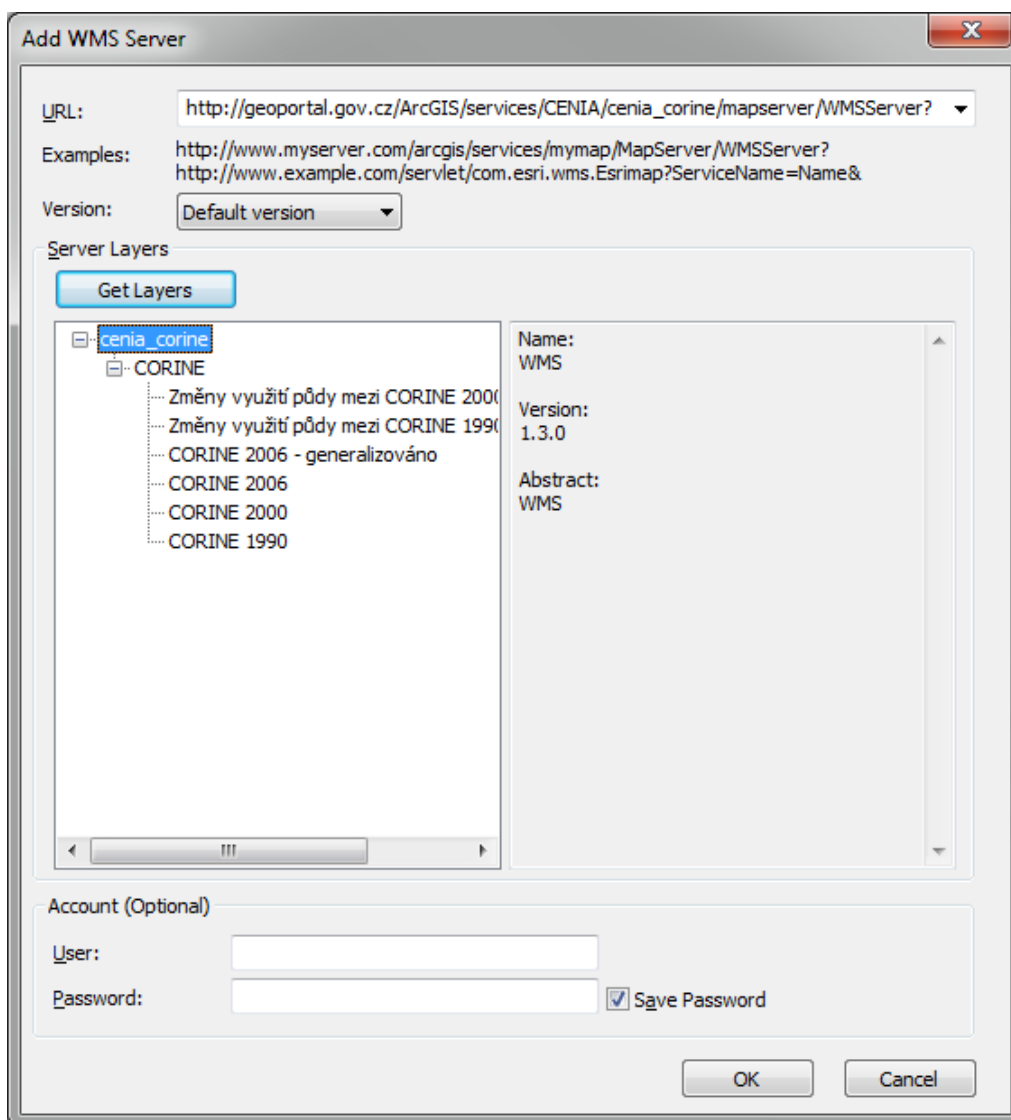 Add WMS Server
URL: http://geoportal.gov.cz/ArcGIS/services/CENIA/cenia_corine/mapserver/WMSServer?
Examples: http://www.myserver.com/arcgis/services/mymap/MapServer/WMSServer?
http://www.example.com/servlet/com.esri.wms.Esrimap?ServiceName=Name&
Version: Default version
Server Layers
Get Layers
cenia_corine
CORINE
Změny využití půdy mezi CORINE 2000
Změny využití půdy mezi CORINE 1990
CORINE 2006 - generalizováno
CORINE 2006
CORINE 2000
CORINE 1990
Name:
WMS
Version:
1.3.0
Abstract:
WMS
Account (Optional)
User:
Password:
Save Password
OK
Cancel